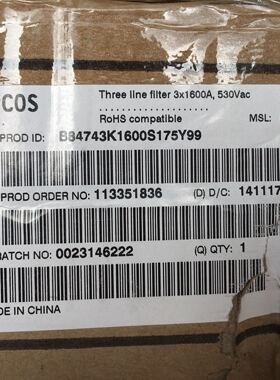 COS
Three line filter 3x1600A, 530Vac
RoHS compatible MSL:
PROD ID: B84743K1600S175Y99
PROD ORDER NO: 113351836 (D) D/C: 141117
BATCH NO: 0023146222 (Q) QTY: 1
DE IN CHINA